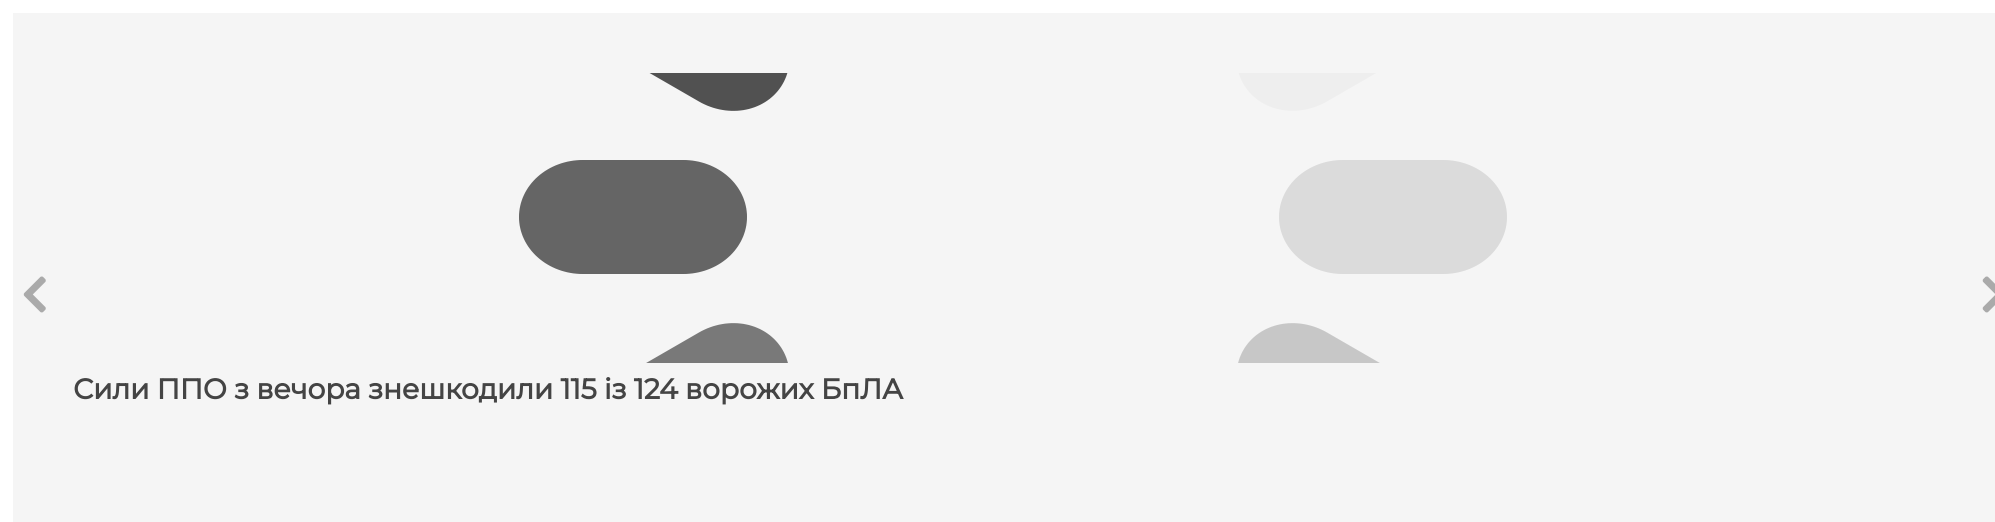 Сили ППО з вечора знешкодили 115 із 124 ворожих БпЛА